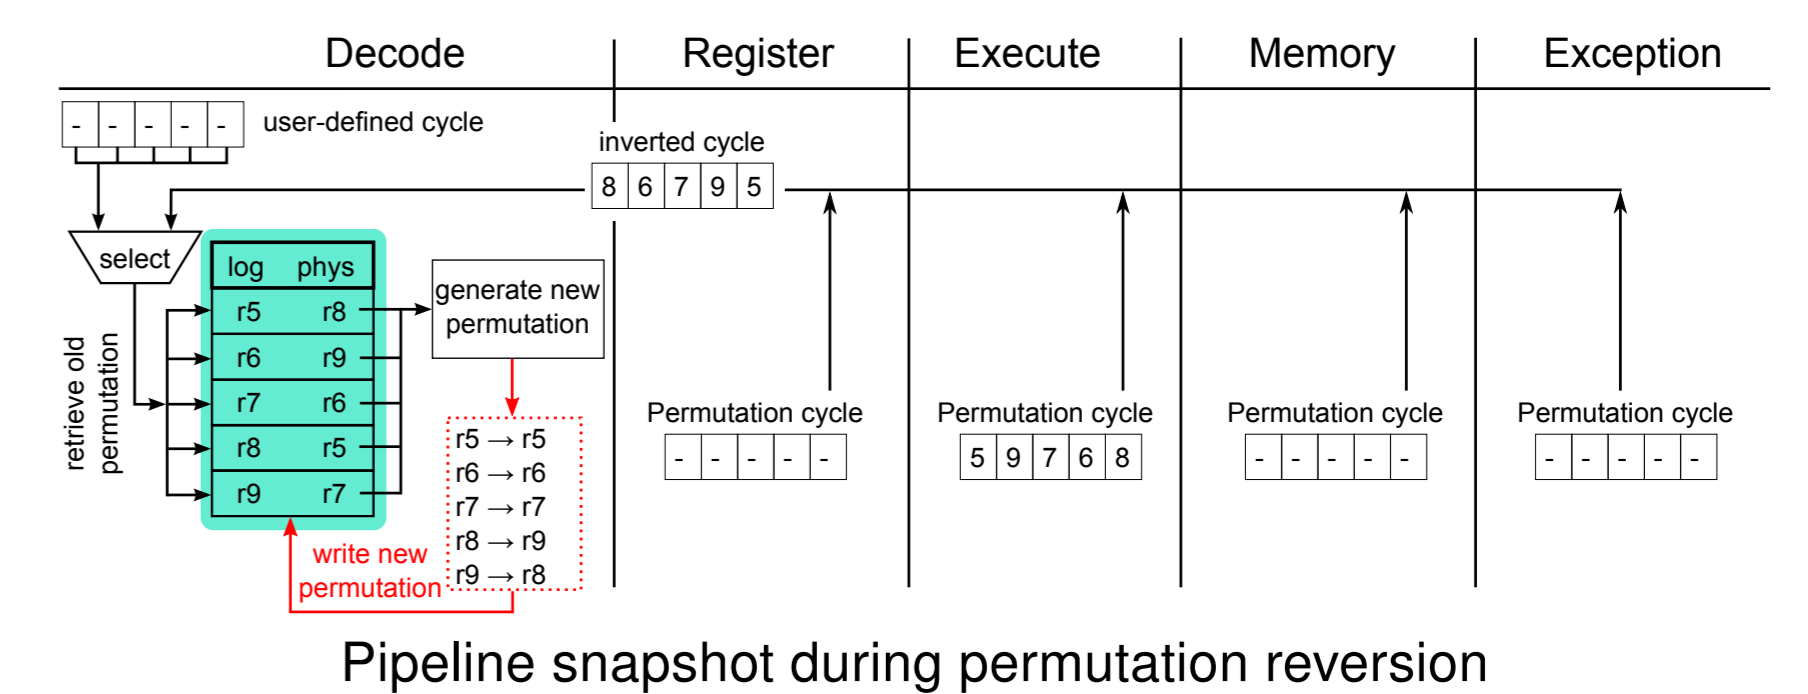 Decode Register Execute Memory Exception
- - - - - user-defined cycle
inverted cycle
8 6 7 9 5
select
log phys
r5 r8
r6 r9
r7 r6
r8 r5
r9 r7
retrieve old
permutation
generate new
permutation
r5 → r5
r6 → r6
r7 → r7
r8 → r9
r9 → r8
write new
permutation
Permutation cycle
- - - - -
Permutation cycle
5 9 7 6 8
Permutation cycle
- - - - -
Permutation cycle
- - - - -
Pipeline snapshot during permutation reversion